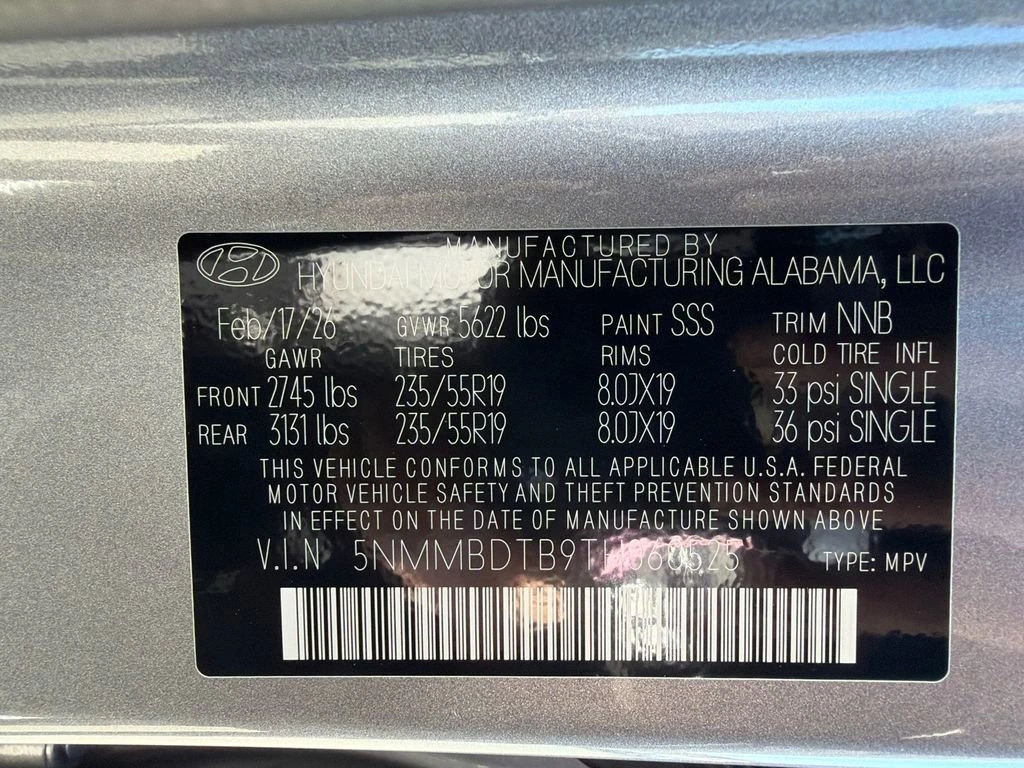 MANUFACTURED BY
HYUNDAI MOTOR MANUFACTURING ALABAMA, LLC
Feb/17/26 GVWR 5622 lbs PAINT SSS TRIM NNB
GAWR TIRES RIMS COLD TIRE INFL
FRONT 2745 lbs 235/55R19 8.0JX19 33 psi SINGLE
REAR 3131 lbs 235/55R19 8.0JX19 36 psi SINGLE
THIS VEHICLE CONFORMS TO ALL APPLICABLE U.S.A. FEDERAL
MOTOR VEHICLE SAFETY AND THEFT PREVENTION STANDARDS
IN EFFECT ON THE DATE OF MANUFACTURE SHOWN ABOVE
V.I.N TYPE: MPV